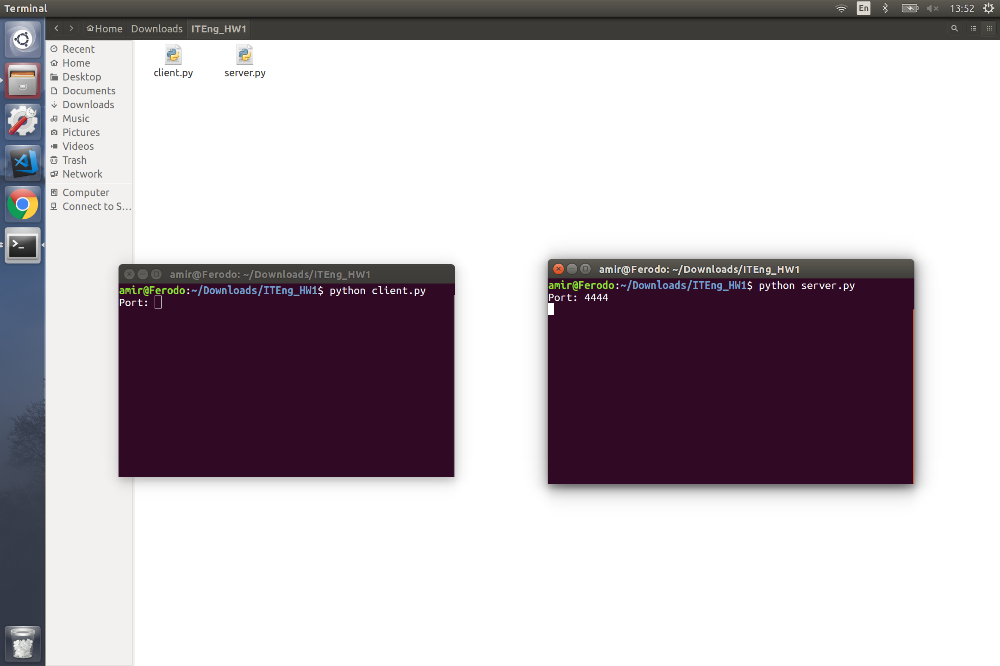 Terminal
En
13:52
Home Downloads ITEng_HW1
Recent
Home
Desktop
Documents
Downloads
Music
Pictures
Videos
Trash
Network
Computer
Connect to S...
client.py
server.py
amir@Ferodo: ~/Downloads/ITEng_HW1
amir@Ferodo:~/Downloads/ITEng_HW1$ python client.py
Port:
amir@Ferodo: ~/Downloads/ITEng_HW1
amir@Ferodo:~/Downloads/ITEng_HW1$ python server.py
Port: 4444